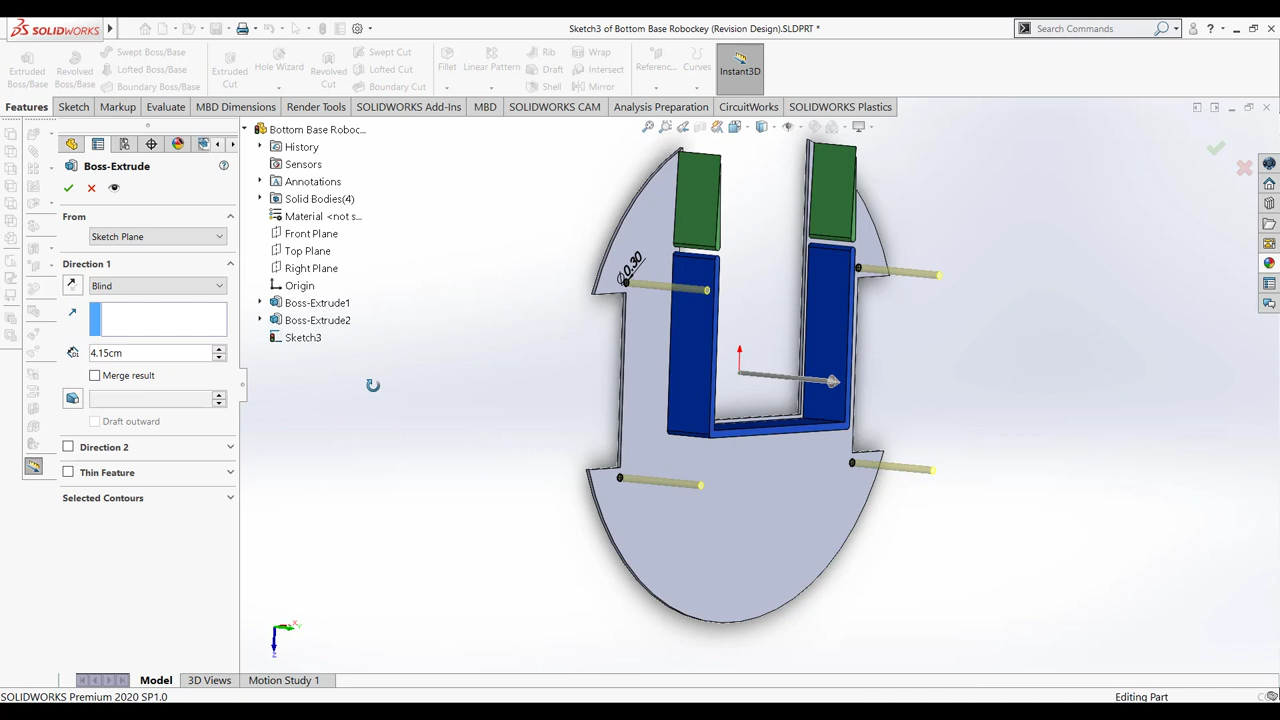 SOLIDWORKS
Sketch3 of Bottom Base Robockey (Revision Design).SLDPRT *
Search Commands
Extruded Boss/Base
Revolved Boss/Base
Swept Boss/Base
Lofted Boss/Base
Boundary Boss/Base
Extruded Cut
Hole Wizard
Revolved Cut
Swept Cut
Lofted Cut
Boundary Cut
Fillet
Linear Pattern
Rib
Draft
Shell
Wrap
Intersect
Mirror
Referenc...
Curves
Instant3D
Features
Sketch
Markup
Evaluate
MBD Dimensions
Render Tools
SOLIDWORKS Add-Ins
MBD
SOLIDWORKS CAM
Analysis Preparation
CircuitWorks
SOLIDWORKS Plastics
Boss-Extrude
From
Sketch Plane
Direction 1
Blind
4.15cm
Merge result
Draft outward
Direction 2
Thin Feature
Selected Contours
Bottom Base Roboc...
History
Sensors
Annotations
Solid Bodies(4)
Material <not s...
Front Plane
Top Plane
Right Plane
Origin
Boss-Extrude1
Boss-Extrude2
Sketch3
∅0.30
X
Y
Z
Model
3D Views
Motion Study 1
SOLIDWORKS Premium 2020 SP1.0
Editing Part